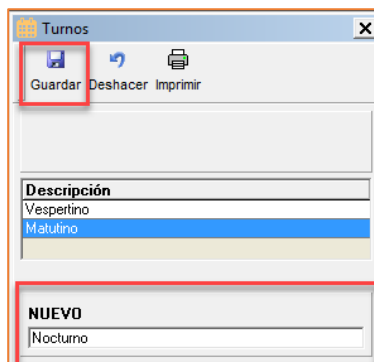 Turnos
Guardar Deshacer Imprimir
Descripción
Vespertino
Matutino
NUEVO
Nocturno